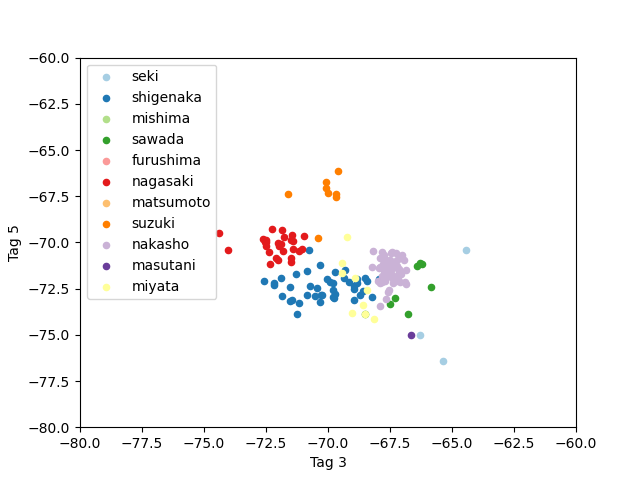 −60.0
−62.5
−65.0
−67.5
−70.0
−72.5
−75.0
−77.5
−80.0
Tag 5
seki
shigenaka
mishima
sawada
furushima
nagasaki
matsumoto
suzuki
nakasho
masutani
miyata
−80.0 −77.5 −75.0 −72.5 −70.0 −67.5 −65.0 −62.5 −60.0
Tag 3